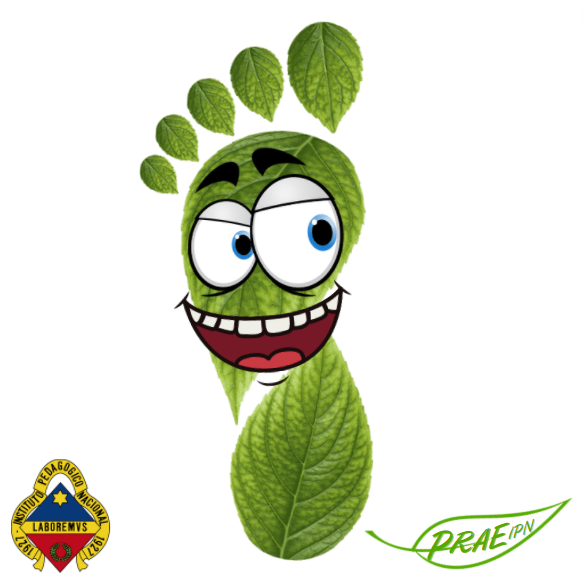 INSTITUTO PEDAGOGICO NACIONAL
LABOREMVS
1927 1927
PRAE IPN